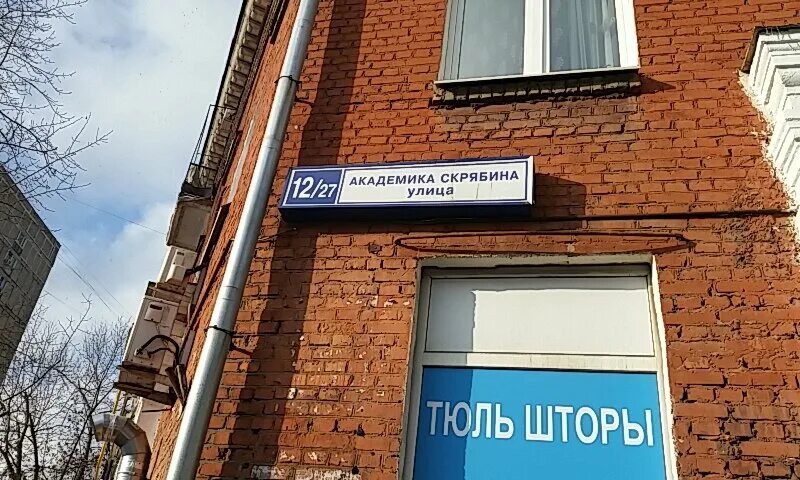 12/27
АКАДЕМИКА СКРЯБИНА
улица
ТЮЛЬ ШТОРЫ